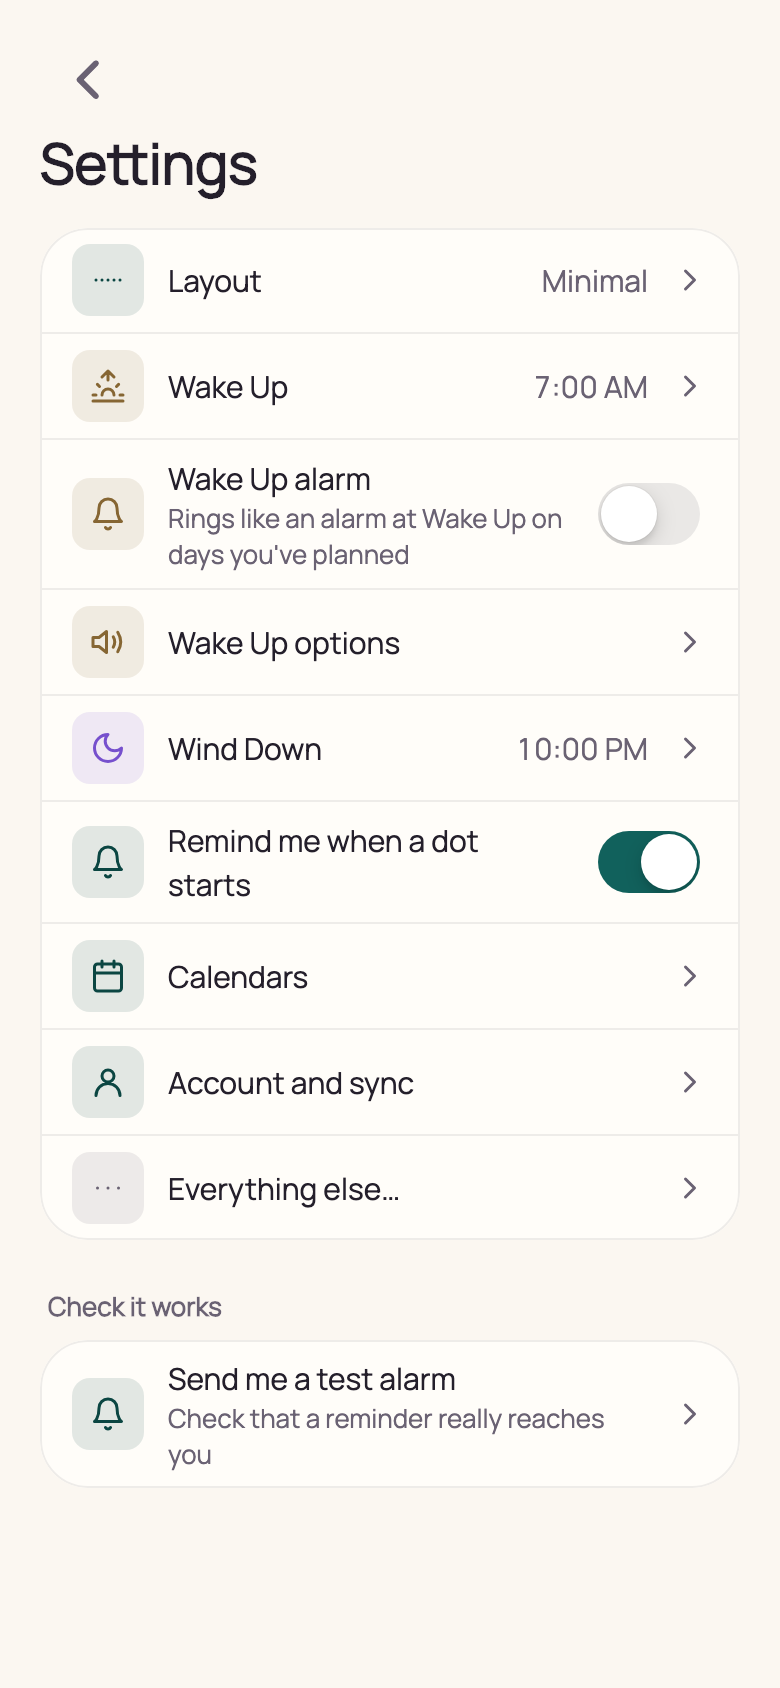 Settings
Layout
Minimal
Wake Up
7:00 AM
Wake Up alarm
Rings like an alarm at Wake Up on
days you've planned
Wake Up options
Wind Down
10:00 PM
Remind me when a dot
starts
Calendars
Account and sync
Everything else...
Check it works
Send me a test alarm
Check that a reminder really reaches
you